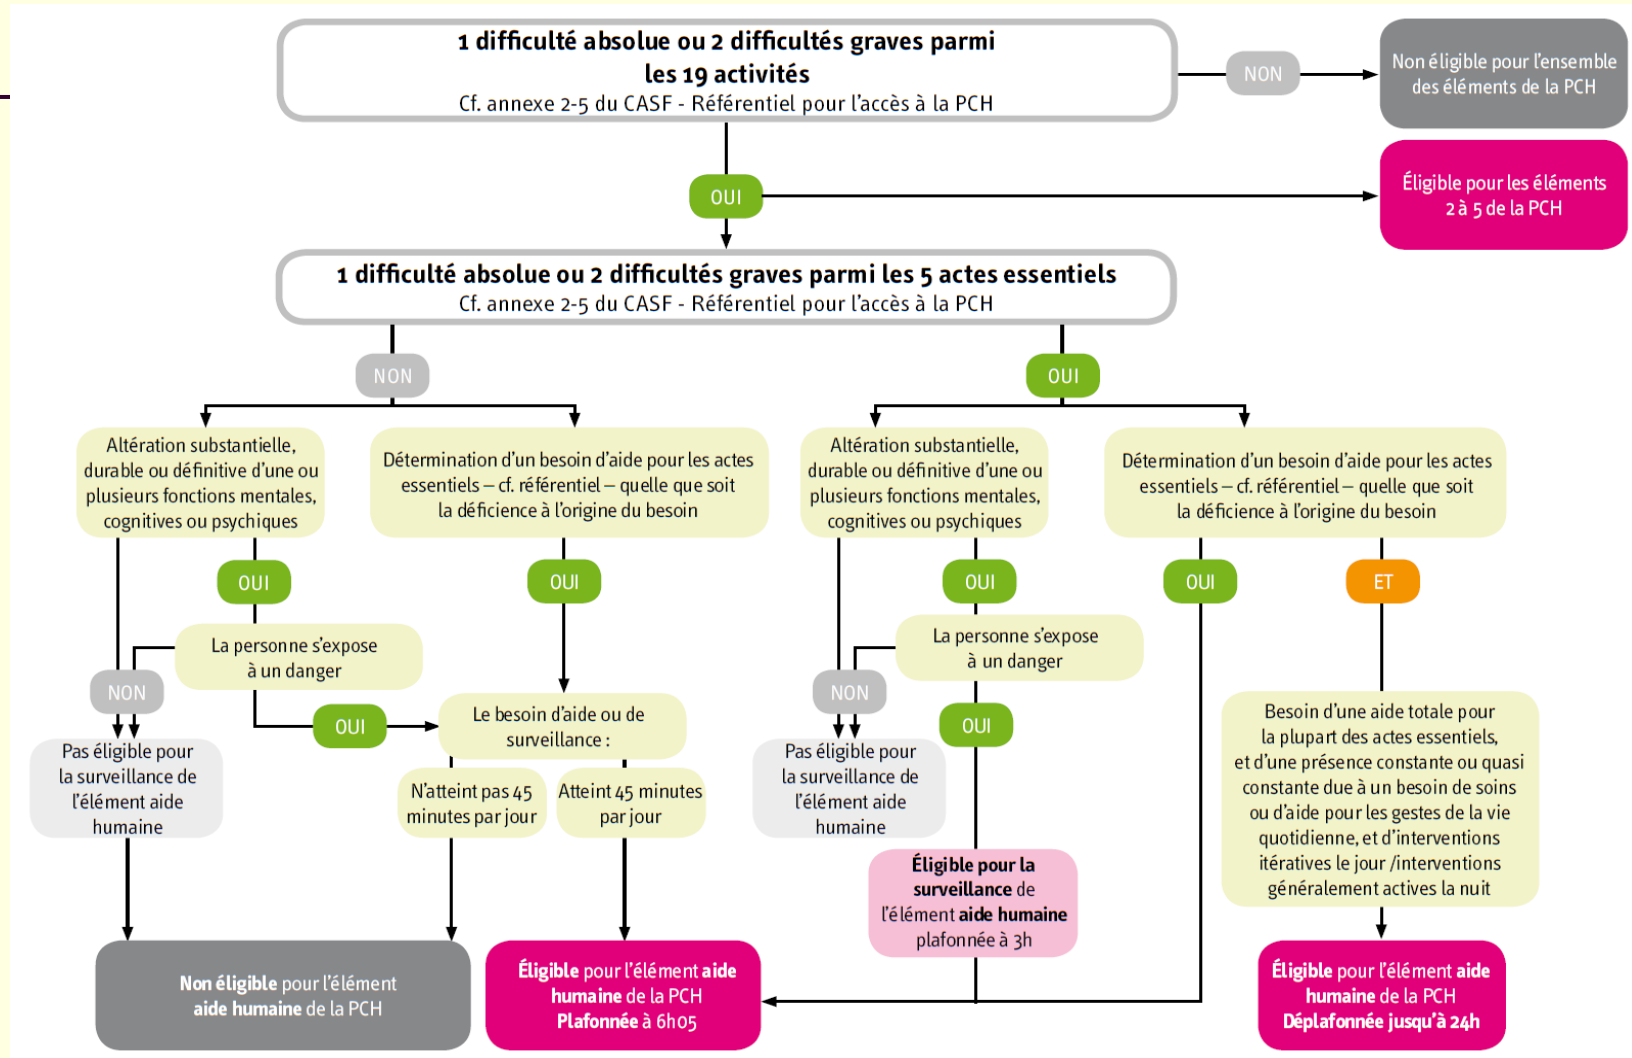 1 difficulté absolue ou 2 difficultés graves parmi
les 19 activités
Cf. annexe 2-5 du CASF - Référentiel pour l'accès à la PCH
NON
Non éligible pour l'ensemble
des éléments de la PCH
OUI
Éligible pour les éléments
2 à 5 de la PCH
1 difficulté absolue ou 2 difficultés graves parmi les 5 actes essentiels
Cf. annexe 2-5 du CASF - Référentiel pour l'accès à la PCH
NON
OUI
Altération substantielle,
durable ou définitive d'une ou
plusieurs fonctions mentales,
cognitives ou psychiques
Détermination d'un besoin d'aide pour les actes
essentiels – cf. référentiel – quelle que soit
la déficience à l'origine du besoin
Altération substantielle,
durable ou définitive d'une ou
plusieurs fonctions mentales,
cognitives ou psychiques
Détermination d'un besoin d'aide pour les actes
essentiels – cf. référentiel – quelle que soit
la déficience à l'origine du besoin
OUI
OUI
OUI
OUI
ET
La personne s'expose
à un danger
La personne s'expose
à un danger
NON
OUI
Le besoin d'aide ou de
surveillance :
NON
OUI
Besoin d'une aide totale pour
la plupart des actes essentiels,
et d'une présence constante ou quasi
constante due à un besoin de soins
ou d'aide pour les gestes de la vie
quotidienne, et d'interventions
itératives le jour /interventions
généralement actives la nuit
Pas éligible pour
la surveillance de
l'élément aide
humaine
N'atteint pas 45
minutes par jour
Atteint 45 minutes
par jour
Pas éligible pour
la surveillance de
l'élément aide
humaine
Éligible pour la
surveillance de
l'élément aide humaine
plafonnée à 3h
Non éligible pour l'élément
aide humaine de la PCH
Éligible pour l'élément aide
humaine de la PCH
Plafonnée à 6h05
Éligible pour l'élément aide
humaine de la PCH
Déplafonnée jusqu'à 24h